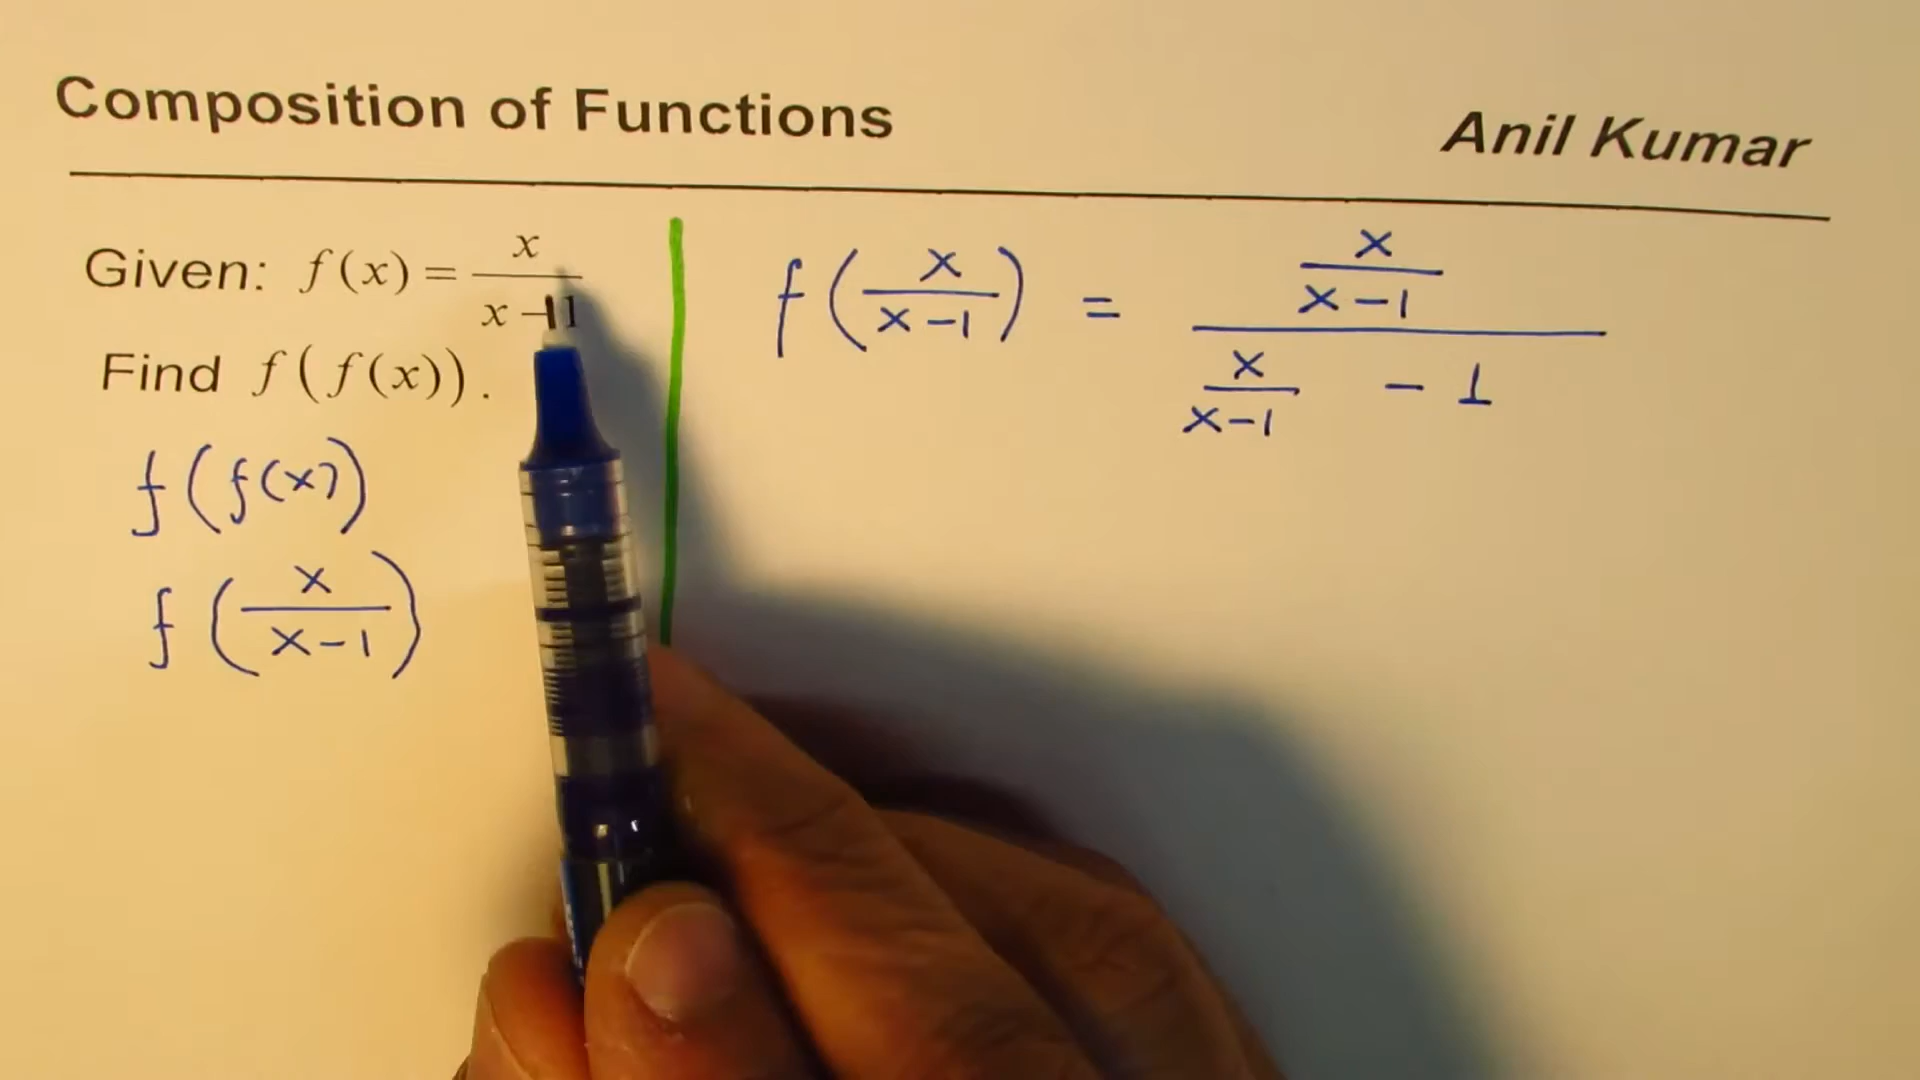 Composition of Functions
Anil Kumar
Given: f(x) = x/(x-1)
Find f(f(x)).
f(f(x))
f(x/(x-1))
f(x/(x-1)) = (x/(x-1))/(x/(x-1) - 1)